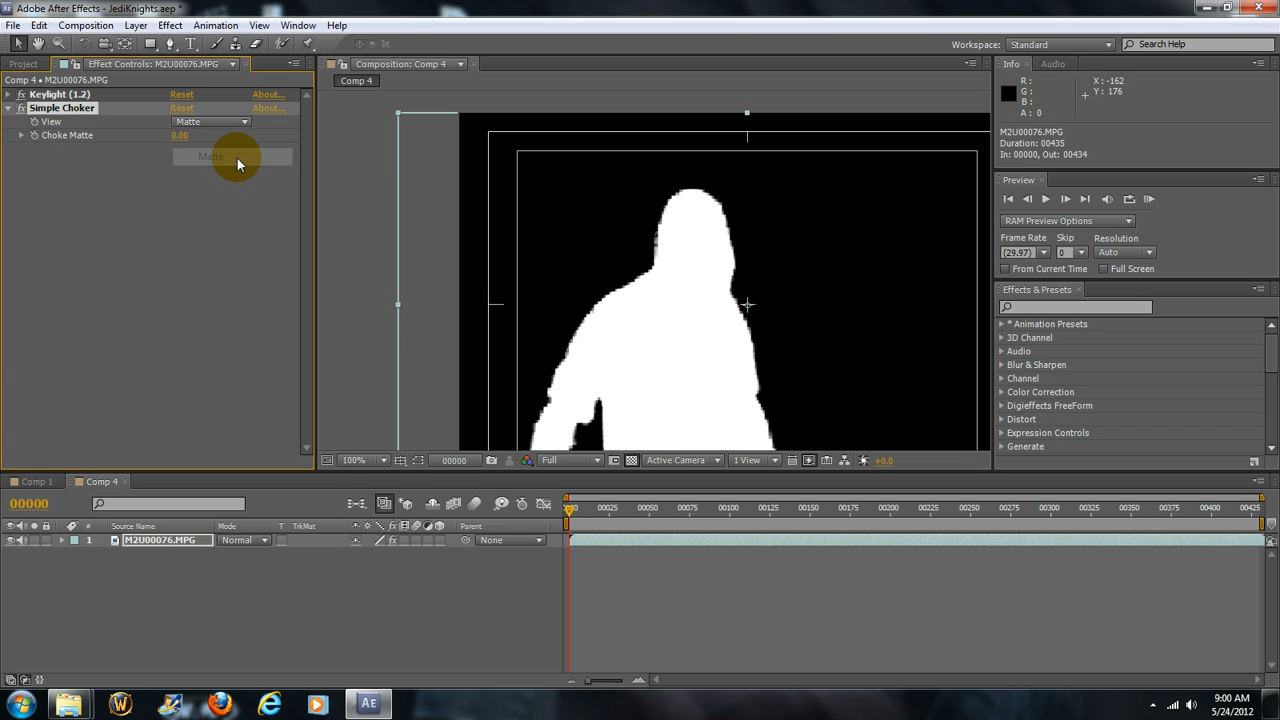 Adobe After Effects - JediKnights.aep *
File Edit Composition Layer Effect Animation View Window Help
Workspace: Standard Search Help
Project Effect Controls: M2U00076.MPG
Comp 4 • M2U00076.MPG
Keylight (1.2) Reset About...
Simple Choker Reset About...
View Matte
Choke Matte 0.00
Matte
Composition: Comp 4
Comp 4
100% 00000 Full Active Camera 1 View +0.0
Info Audio
R: X: -162
G: Y: 176
B:
A: 0
M2U00076.MPG
Duration: 00435
In: 00000, Out: 00434
Preview
RAM Preview Options
Frame Rate Skip Resolution
(29.97) 0 Auto
From Current Time Full Screen
Effects & Presets
* Animation Presets
3D Channel
Audio
Blur & Sharpen
Channel
Color Correction
Digieffects FreeForm
Distort
Expression Controls
Generate
Comp 1 Comp 4
00000
00025 00050 00075 00100 00125 00150 00175 00200 00225 00250 00275 00300 00325 00350 00375 00400 00425
# Source Name Mode T TrkMat Parent
1 M2U00076.MPG Normal None
Ae
9:00 AM
5/24/2012